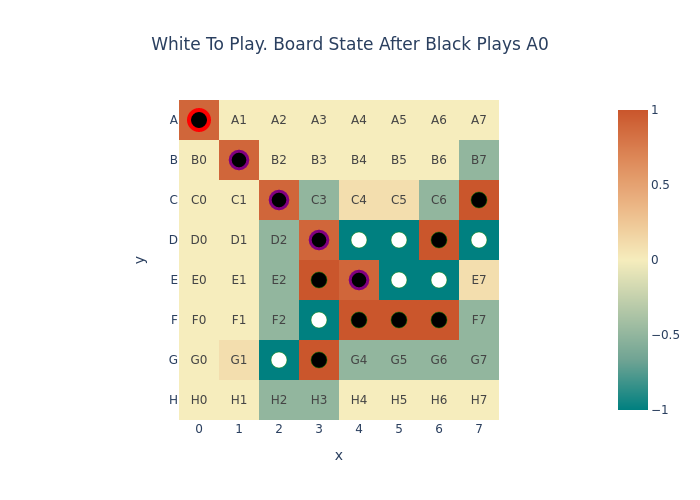 White To Play. Board State After Black Plays A0
A A1 A2 A3 A4 A5 A6 A7
B B0 B2 B3 B4 B5 B6 B7
C C0 C1 C3 C4 C5 C6
D D0 D1 D2
E E0 E1 E2 E7
F F0 F1 F2 F7
G G0 G1 G4 G5 G6 G7
H H0 H1 H2 H3 H4 H5 H6 H7
0 1 2 3 4 5 6 7
x
y
1
0.5
0
−0.5
−1